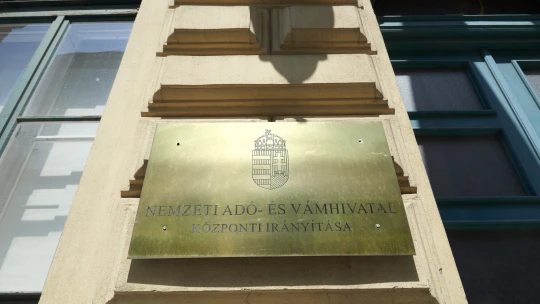 NEMZETI ADÓ- ÉS VÁMHIVATAL
KÖZPONTI IRÁNYÍTÁSA